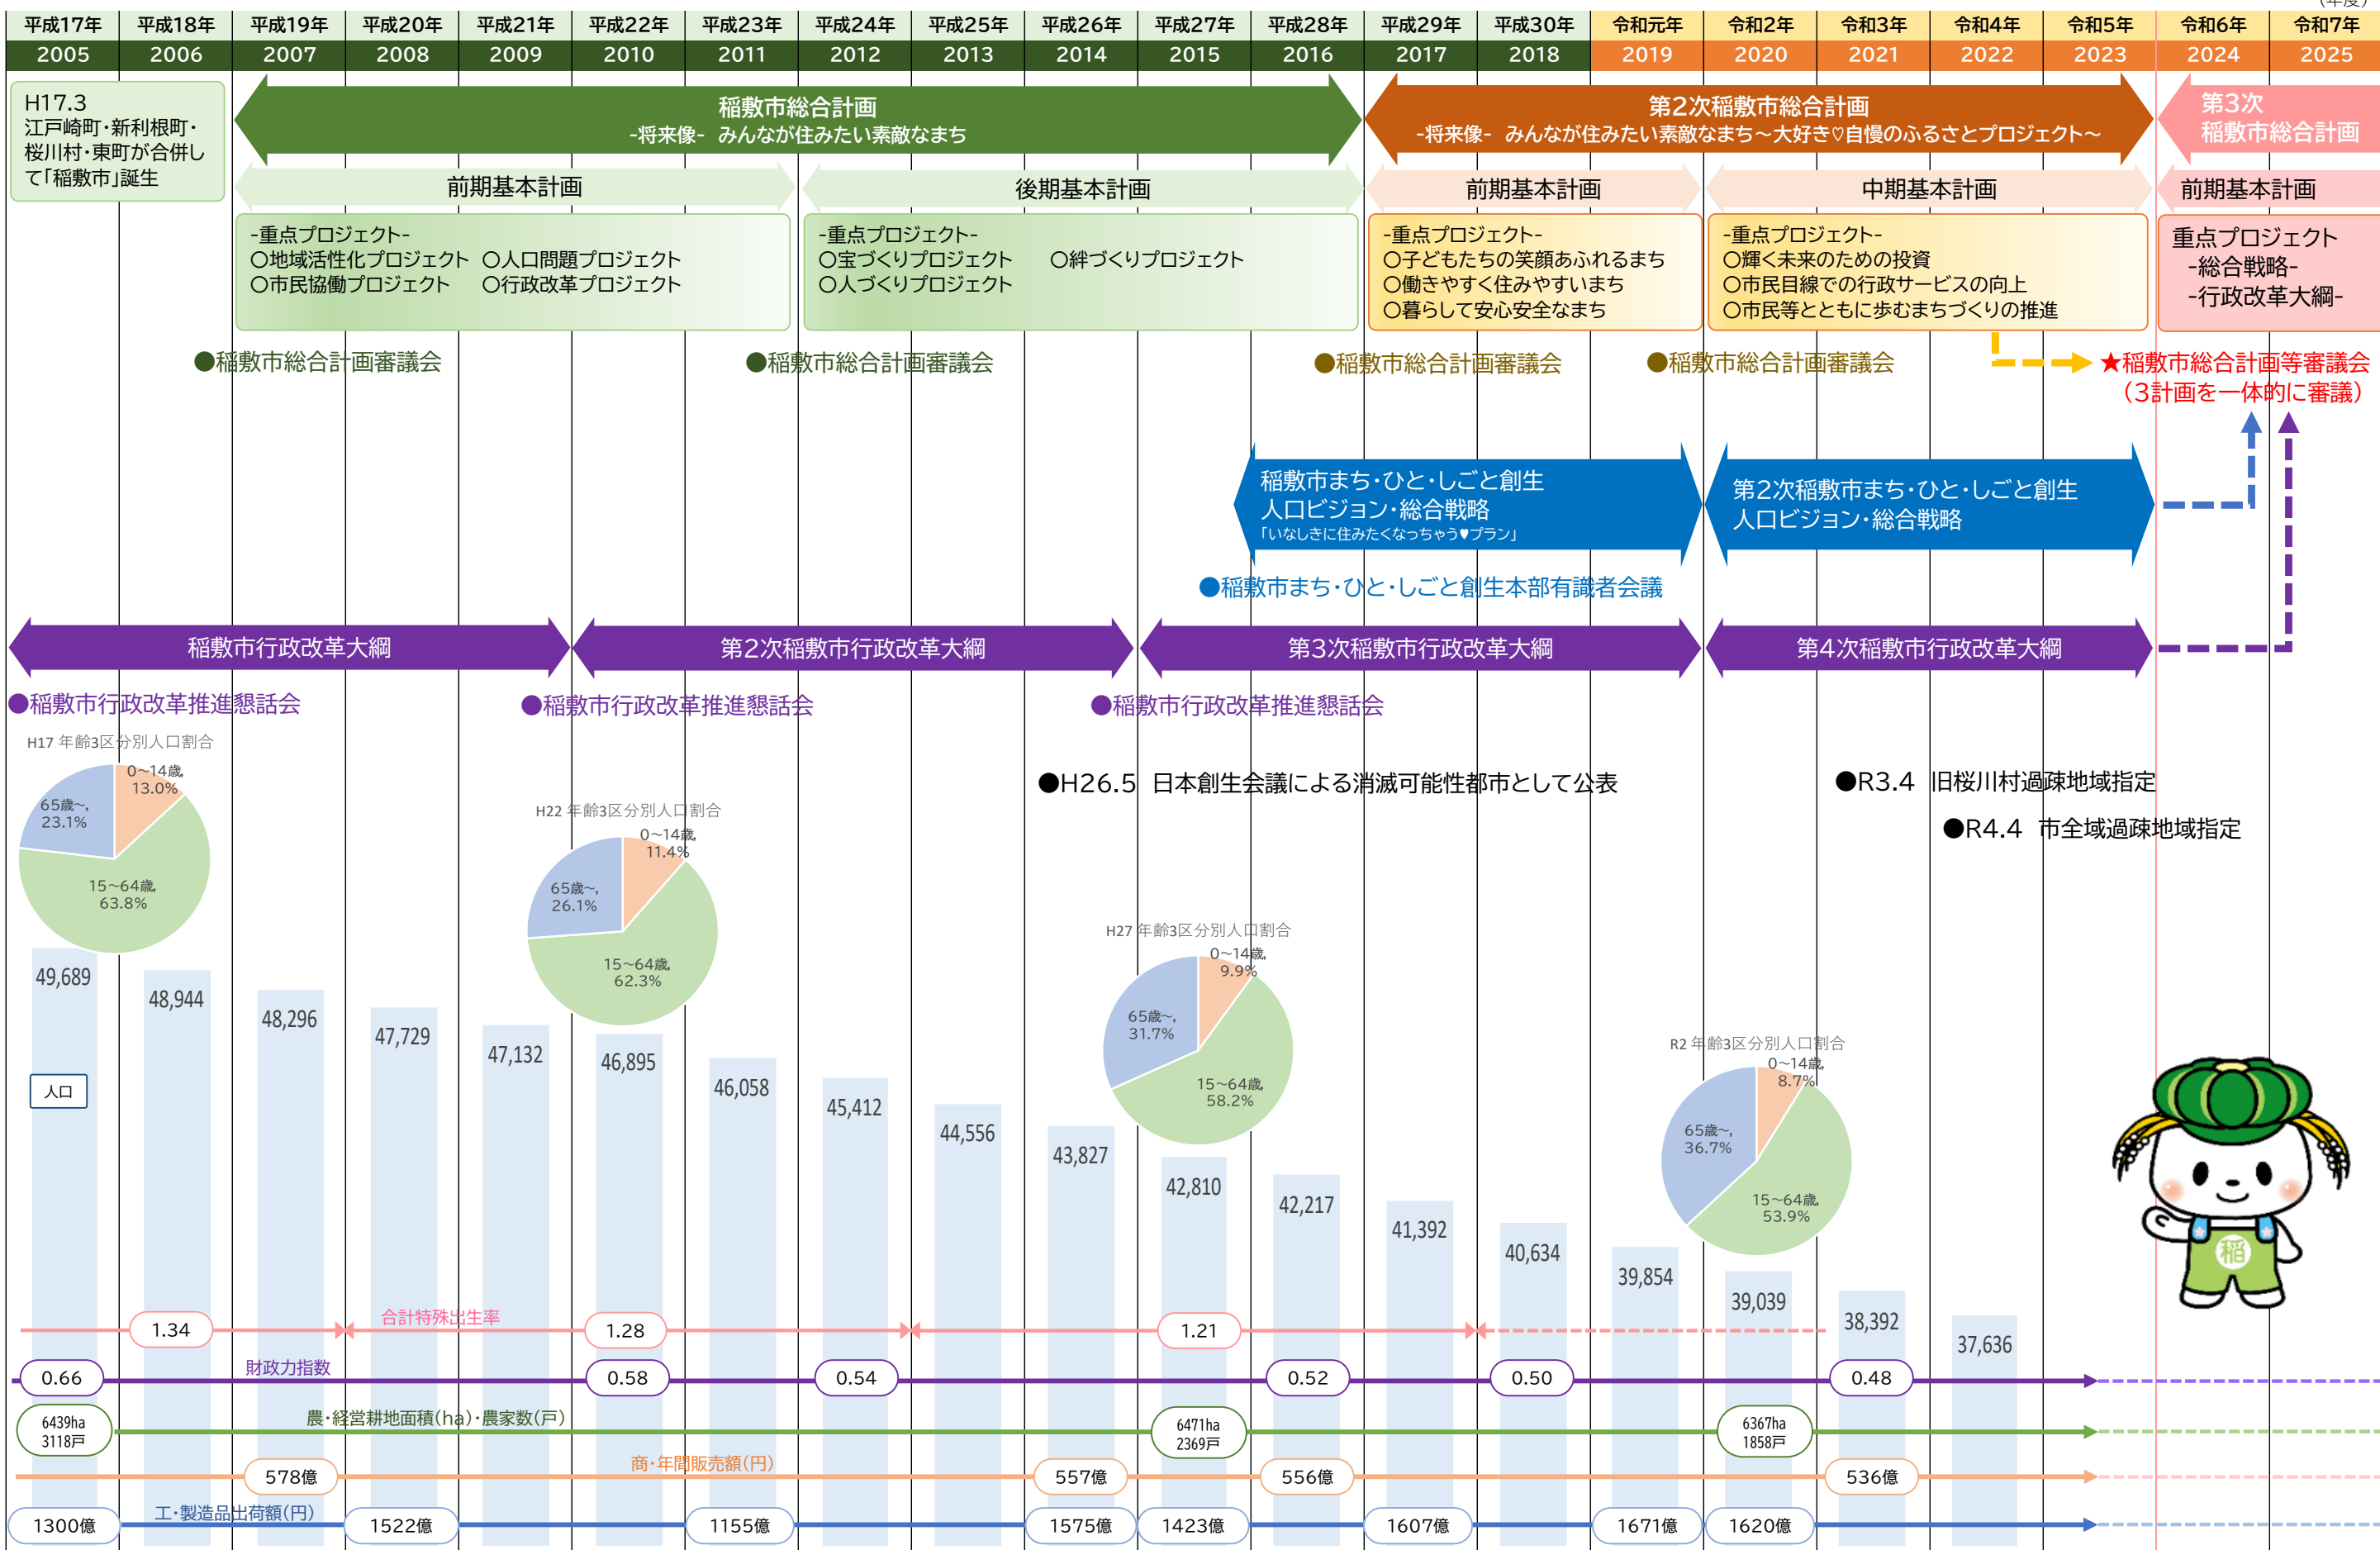 （年度）
平成17年 平成18年 平成19年 平成20年 平成21年 平成22年 平成23年 平成24年 平成25年 平成26年 平成27年 平成28年 平成29年 平成30年 令和元年 令和2年 令和3年 令和4年 令和5年 令和6年 令和7年
2005 2006 2007 2008 2009 2010 2011 2012 2013 2014 2015 2016 2017 2018 2019 2020 2021 2022 2023 2024 2025
H17.3
江戸崎町・新利根町・
桜川村・東町が合併し
て「稲敷市」誕生
稲敷市総合計画
-将来像-　みんなが住みたい素敵なまち
第2次稲敷市総合計画
-将来像-　みんなが住みたい素敵なまち～大好き♡自慢のふるさとプロジェクト～
第3次
稲敷市総合計画
前期基本計画
後期基本計画
前期基本計画
中期基本計画
前期基本計画
-重点プロジェクト-
〇地域活性化プロジェクト　〇人口問題プロジェクト
〇市民協働プロジェクト　〇行政改革プロジェクト
-重点プロジェクト-
〇宝づくりプロジェクト　〇絆づくりプロジェクト
〇人づくりプロジェクト
-重点プロジェクト-
〇子どもたちの笑顔あふれるまち
〇働きやすく住みやすいまち
〇暮らして安心安全なまち
-重点プロジェクト-
〇輝く未来のための投資
〇市民目線での行政サービスの向上
〇市民等とともに歩むまちづくりの推進
重点プロジェクト
-総合戦略-
-行政改革大綱-
●稲敷市総合計画審議会
●稲敷市総合計画審議会
●稲敷市総合計画審議会
●稲敷市総合計画審議会
★稲敷市総合計画等審議会
（3計画を一体的に審議）
稲敷市まち・ひと・しごと創生
人口ビジョン・総合戦略
「いなしきに住みたくなっちゃう♥プラン」
第2次稲敷市まち・ひと・しごと創生
人口ビジョン・総合戦略
●稲敷市まち・ひと・しごと創生本部有識者会議
稲敷市行政改革大綱
第2次稲敷市行政改革大綱
第3次稲敷市行政改革大綱
第4次稲敷市行政改革大綱
●稲敷市行政改革推進懇話会
●稲敷市行政改革推進懇話会
●稲敷市行政改革推進懇話会
H17 年齢3区分別人口割合
0～14歳,
13.0%
65歳～,
23.1%
15～64歳,
63.8%
H22 年齢3区分別人口割合
0～14歳,
11.4%
65歳～,
26.1%
15～64歳,
62.3%
●H26.5　日本創生会議による消滅可能性都市として公表
●R3.4　旧桜川村過疎地域指定
●R4.4　市全域過疎地域指定
H27 年齢3区分別人口割合
0～14歳,
9.9%
65歳～,
31.7%
15～64歳,
58.2%
R2 年齢3区分別人口割合
0～14歳,
8.7%
65歳～,
36.7%
15～64歳,
53.9%
人口
49,689
48,944
48,296
47,729
47,132
46,895
46,058
45,412
44,556
43,827
42,810
42,217
41,392
40,634
39,854
39,039
38,392
37,636
稲
合計特殊出生率
1.34 1.28 1.21
財政力指数
0.66 0.58 0.54 0.52 0.50 0.48
農・経営耕地面積（ha）・農家数（戸）
6439ha
3118戸
6471ha
2369戸
6367ha
1858戸
商・年間販売額（円）
578億 557億 556億 536億
工・製造品出荷額（円）
1300億 1522億 1155億 1575億 1423億 1607億 1671億 1620億